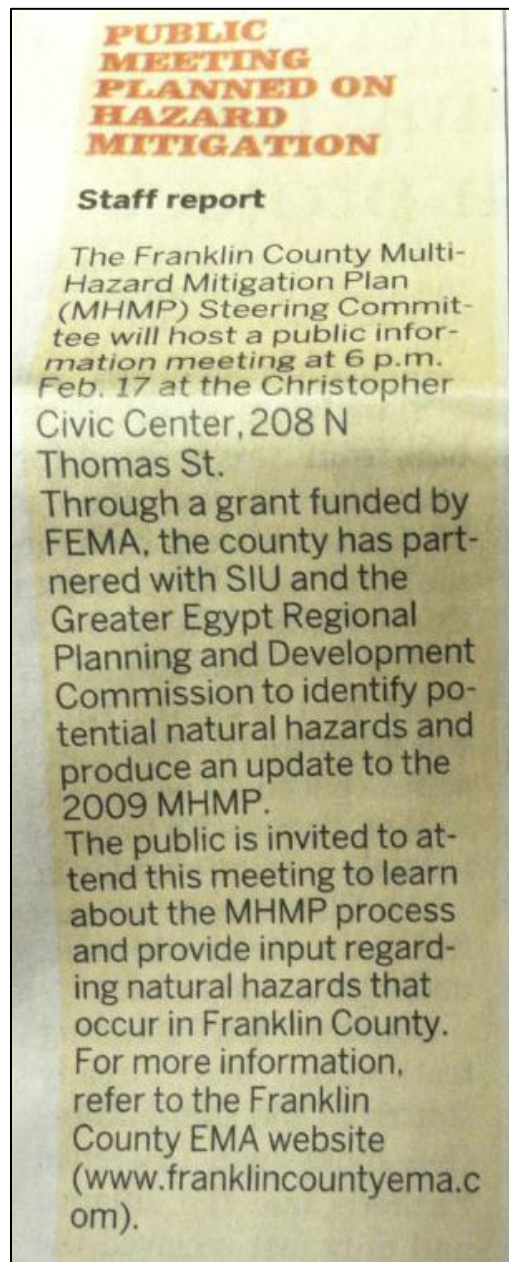 PUBLIC
MEETING
PLANNED ON
HAZARD
MITIGATION
Staff report
The Franklin County Multi-
Hazard Mitigation Plan
(MHMP) Steering Commit-
tee will host a public infor-
mation meeting at 6 p.m.
Feb. 17 at the Christopher
Civic Center, 208 N
Thomas St.
Through a grant funded by
FEMA, the county has part-
nered with SIU and the
Greater Egypt Regional
Planning and Development
Commission to identify po-
tential natural hazards and
produce an update to the
2009 MHMP.
The public is invited to at-
tend this meeting to learn
about the MHMP process
and provide input regard-
ing natural hazards that
occur in Franklin County.
For more information,
refer to the Franklin
County EMA website
(www.franklincountyema.c
om).